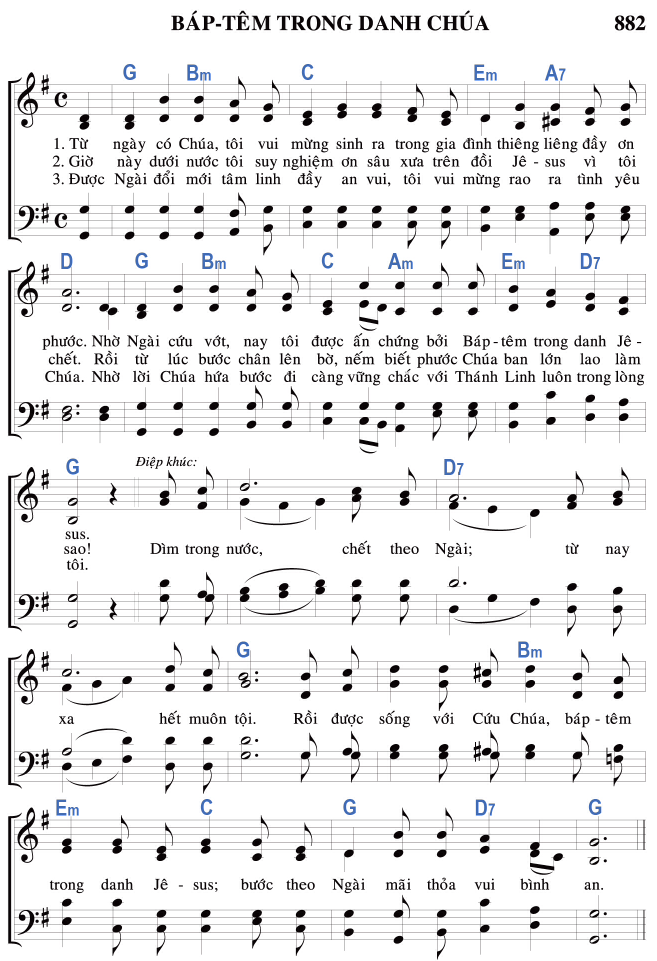 BÁP-TÊM TRONG DANH CHÚA 882
G Bm C Em A7
1. Từ ngày có Chúa, tôi vui mừng sinh ra trong gia đình thiêng liêng đầy ơn
2. Giờ này dưới nước tôi suy nghiệm ơn sâu xưa trên đồi Jê - sus vì tôi
3. Được Ngài đổi mới tâm linh đầy an vui, tôi vui mừng rao ra tình yêu
D G Bm C Am Em D7
phước. Nhờ Ngài cứu vớt, nay tôi được ấn chứng bởi Báp-têm trong danh Jê -
chết. Rồi từ lúc bước chân lên bờ, nếm biết phước Chúa ban lớn lao làm
Chúa. Nhờ lời Chúa hứa bước đi càng vững chắc với Thánh Linh luôn trong lòng
G Điệp khúc: D7
sus.
sao! Dìm trong nước, chết theo Ngài; từ nay
tôi.
G Bm
xa hết muôn tội. Rồi được sống với Cứu Chúa, báp-têm
Em C G D7 G
trong danh Jê - sus; bước theo Ngài mãi thỏa vui bình an.